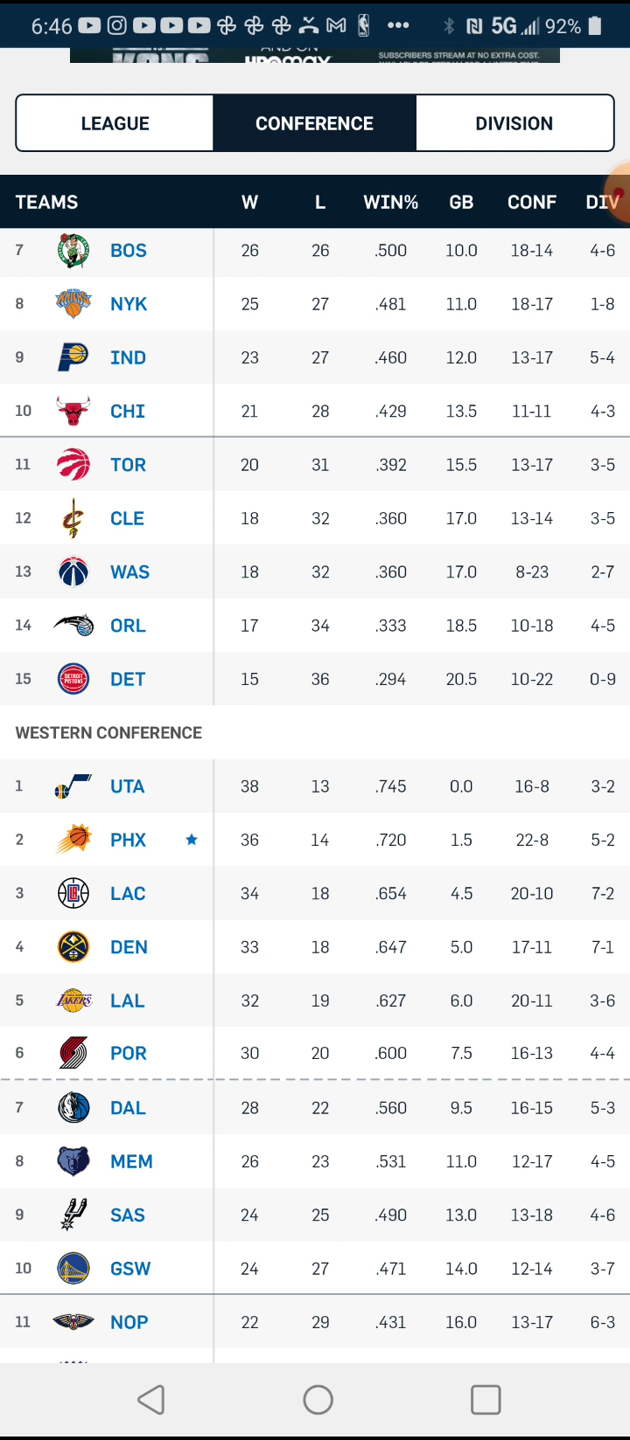 6:46 5G 92%
AND ON SUBSCRIBERS STREAM AT NO EXTRA COST.
HBOMAX
LEAGUE CONFERENCE DIVISION
TEAMS W L WIN% GB CONF DIV
7 BOS 26 26 .500 10.0 18-14 4-6
8 NYK 25 27 .481 11.0 18-17 1-8
9 IND 23 27 .460 12.0 13-17 5-4
10 CHI 21 28 .429 13.5 11-11 4-3
11 TOR 20 31 .392 15.5 13-17 3-5
12 CLE 18 32 .360 17.0 13-14 3-5
13 WAS 18 32 .360 17.0 8-23 2-7
14 ORL 17 34 .333 18.5 10-18 4-5
15 DET 15 36 .294 20.5 10-22 0-9
WESTERN CONFERENCE
1 UTA 38 13 .745 0.0 16-8 3-2
2 PHX 36 14 .720 1.5 22-8 5-2
3 LAC 34 18 .654 4.5 20-10 7-2
4 DEN 33 18 .647 5.0 17-11 7-1
5 LAL 32 19 .627 6.0 20-11 3-6
6 POR 30 20 .600 7.5 16-13 4-4
7 DAL 28 22 .560 9.5 16-15 5-3
8 MEM 26 23 .531 11.0 12-17 4-5
9 SAS 24 25 .490 13.0 13-18 4-6
10 GSW 24 27 .471 14.0 12-14 3-7
11 NOP 22 29 .431 16.0 13-17 6-3